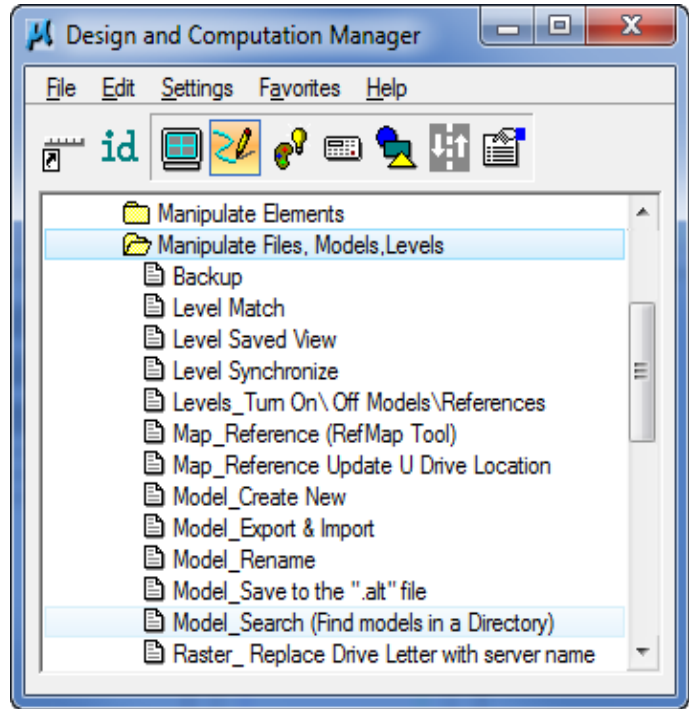 Design and Computation Manager
File Edit Settings Favorites Help
id
Manipulate Elements
Manipulate Files, Models,Levels
Backup
Level Match
Level Saved View
Level Synchronize
Levels_Turn On\ Off Models\References
Map_Reference (RefMap Tool)
Map_Reference Update U Drive Location
Model_Create New
Model_Export & Import
Model_Rename
Model_Save to the ".alt" file
Model_Search (Find models in a Directory)
Raster_ Replace Drive Letter with server name